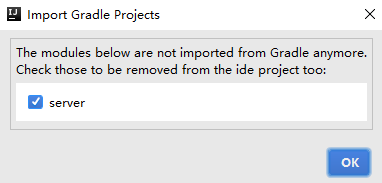 Import Gradle Projects
The modules below are not imported from Gradle anymore.
Check those to be removed from the ide project too:
server
OK